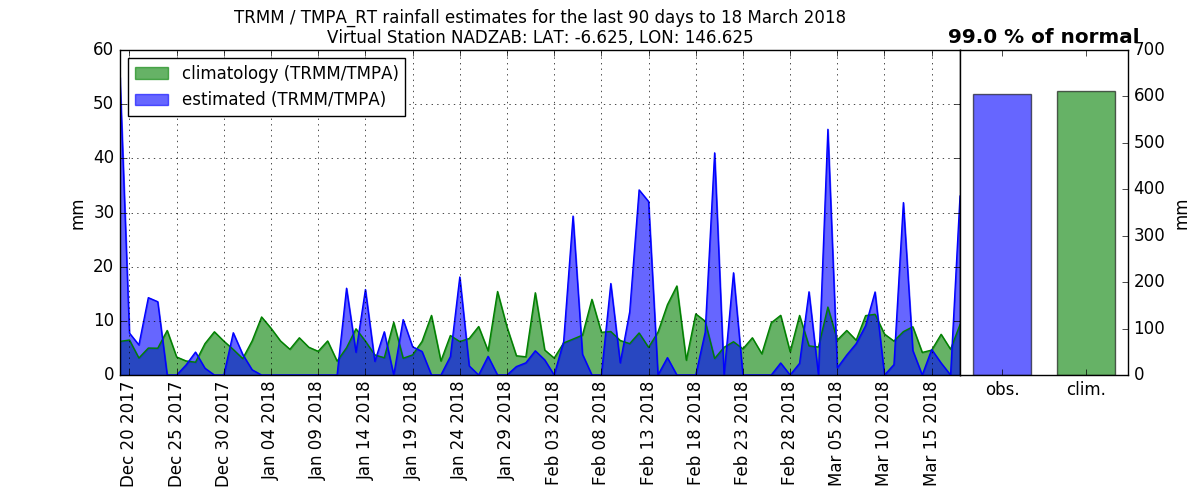 TRMM / TMPA_RT rainfall estimates for the last 90 days to 18 March 2018
Virtual Station NADZAB: LAT: -6.625, LON: 146.625
99.0 % of normal
climatology (TRMM/TMPA)
estimated (TRMM/TMPA)
60
50
40
30
20
10
0
mm
700
600
500
400
300
200
100
0
mm
Dec 20 2017
Dec 25 2017
Dec 30 2017
Jan 04 2018
Jan 09 2018
Jan 14 2018
Jan 19 2018
Jan 24 2018
Jan 29 2018
Feb 03 2018
Feb 08 2018
Feb 13 2018
Feb 18 2018
Feb 23 2018
Feb 28 2018
Mar 05 2018
Mar 10 2018
Mar 15 2018
obs.
clim.